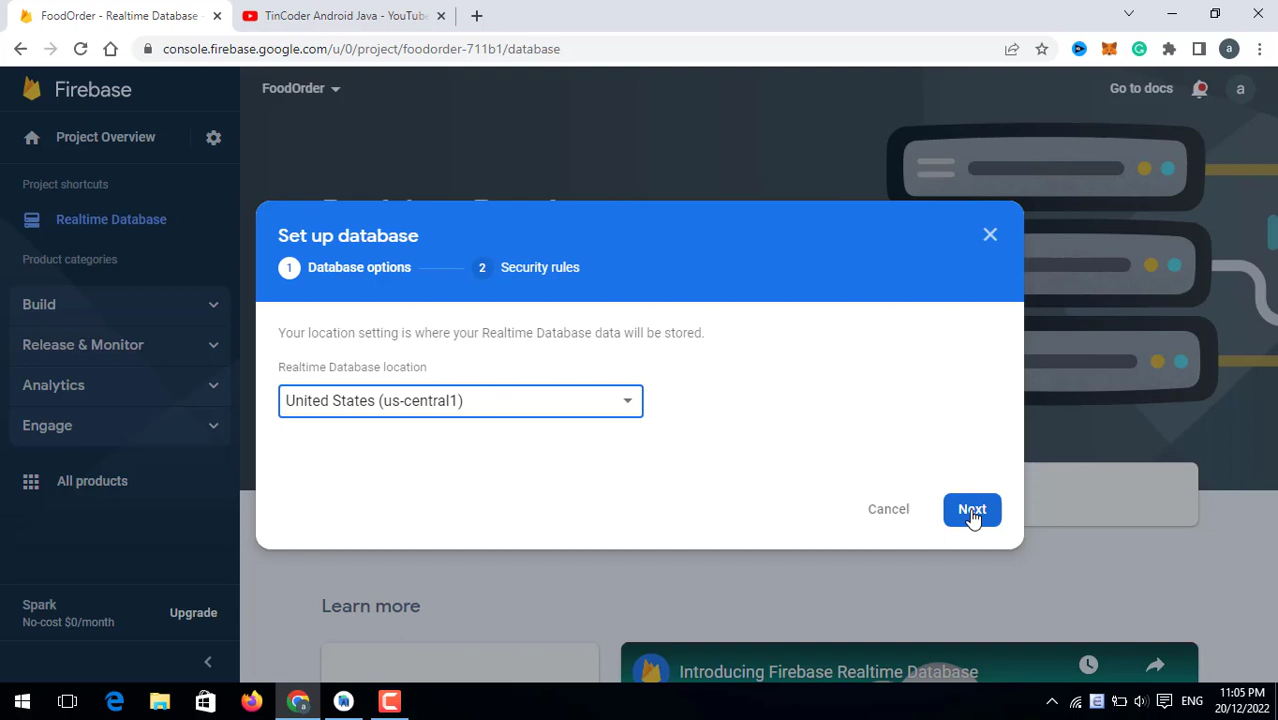 FoodOrder - Realtime Database -
TinCoder Android Java - YouTube
console.firebase.google.com/u/0/project/foodorder-711b1/database
a
Firebase
FoodOrder
Go to docs
a
Project Overview
Project shortcuts
Realtime Database
Product categories
Build
Release & Monitor
Analytics
Engage
All products
Spark
No-cost $0/month
Upgrade
Set up database
1 Database options
2 Security rules
Your location setting is where your Realtime Database data will be stored.
Realtime Database location
United States (us-central1)
Cancel
Next
Learn more
Introducing Firebase Realtime Database
ENG
11:05 PM
20/12/2022